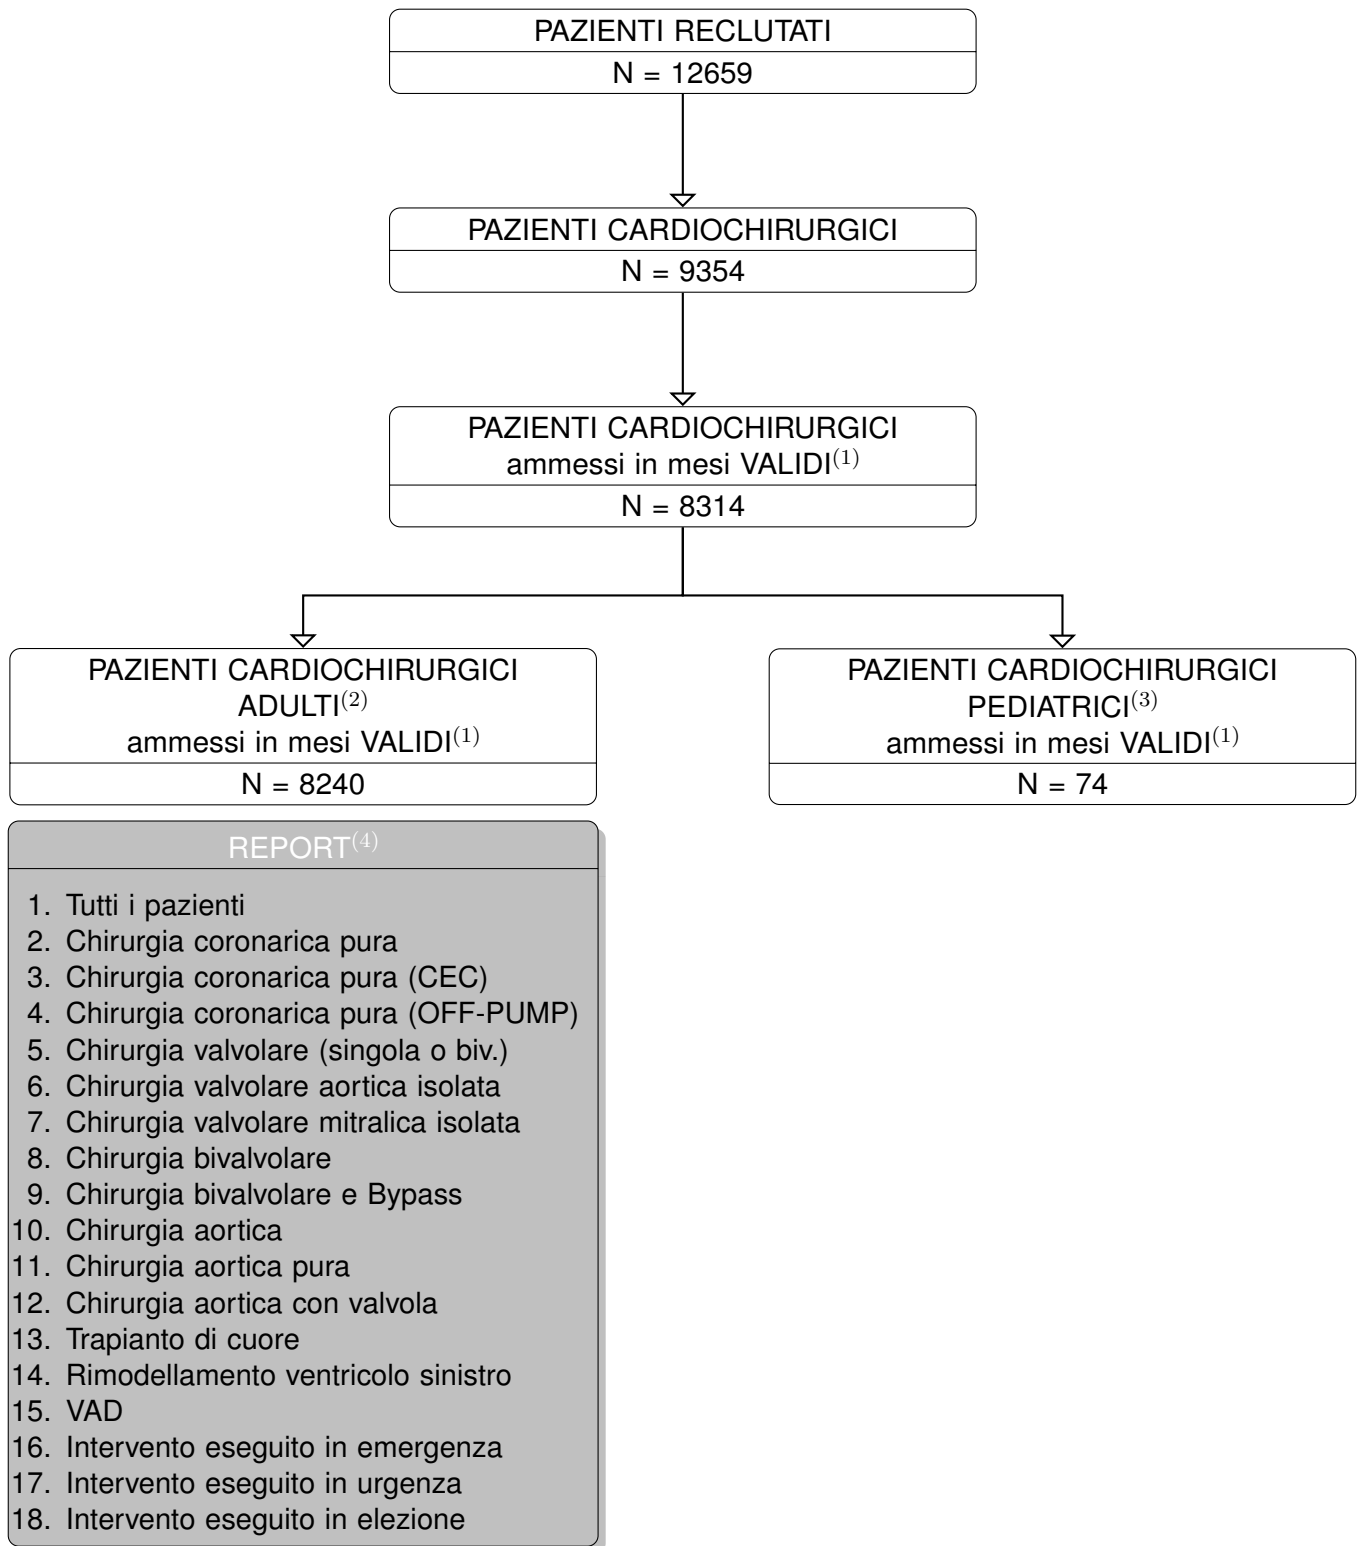 PAZIENTI RECLUTATI
N = 12659
PAZIENTI CARDIOCHIRURGICI
N = 9354
PAZIENTI CARDIOCHIRURGICI
ammessi in mesi VALIDI(1)
N = 8314
PAZIENTI CARDIOCHIRURGICI
ADULTI(2)
ammessi in mesi VALIDI(1)
N = 8240
PAZIENTI CARDIOCHIRURGICI
PEDIATRICI(3)
ammessi in mesi VALIDI(1)
N = 74
REPORT(4)
1. Tutti i pazienti
2. Chirurgia coronarica pura
3. Chirurgia coronarica pura (CEC)
4. Chirurgia coronarica pura (OFF-PUMP)
5. Chirurgia valvolare (singola o biv.)
6. Chirurgia valvolare aortica isolata
7. Chirurgia valvolare mitralica isolata
8. Chirurgia bivalvolare
9. Chirurgia bivalvolare e Bypass
10. Chirurgia aortica
11. Chirurgia aortica pura
12. Chirurgia aortica con valvola
13. Trapianto di cuore
14. Rimodellamento ventricolo sinistro
15. VAD
16. Intervento eseguito in emergenza
17. Intervento eseguito in urgenza
18. Intervento eseguito in elezione